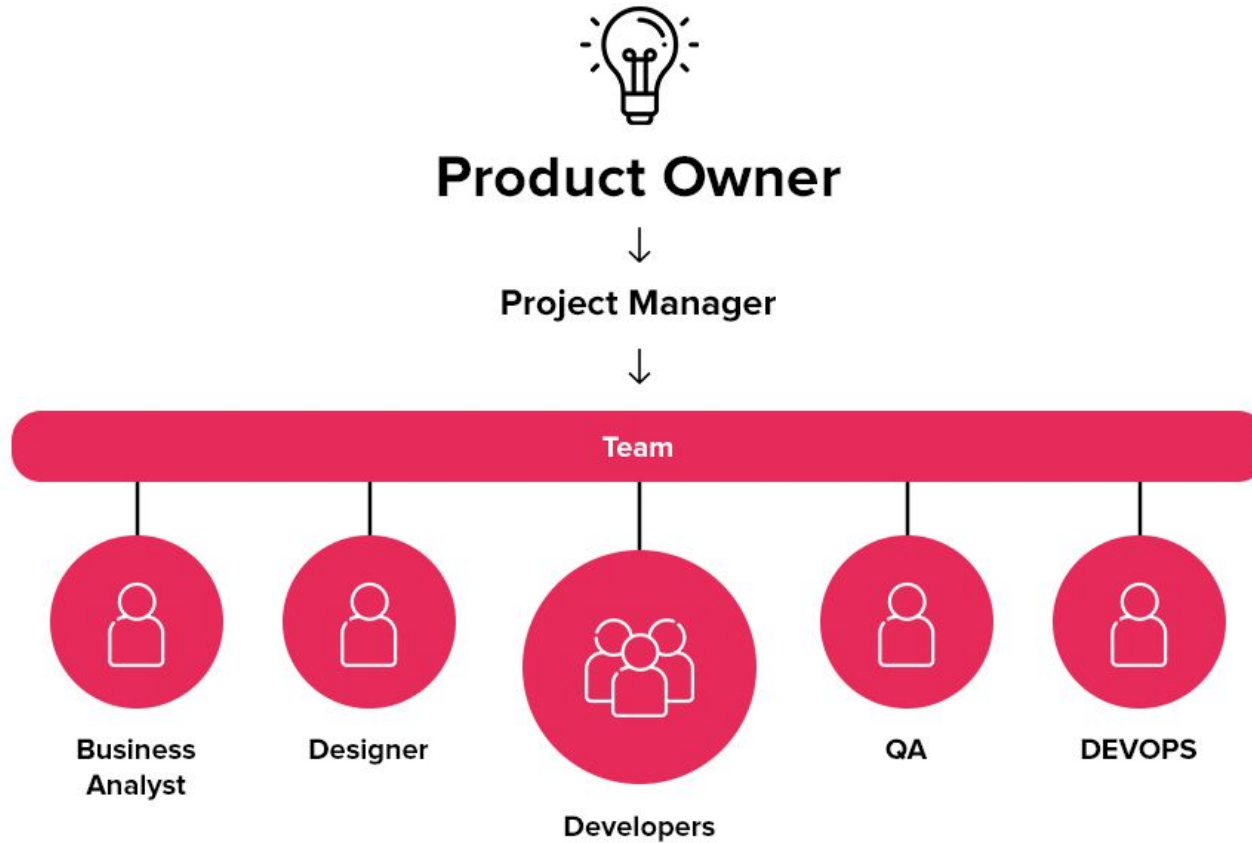 Product Owner
Project Manager
Team
Business
Analyst
Designer
Developers
QA
DEVOPS